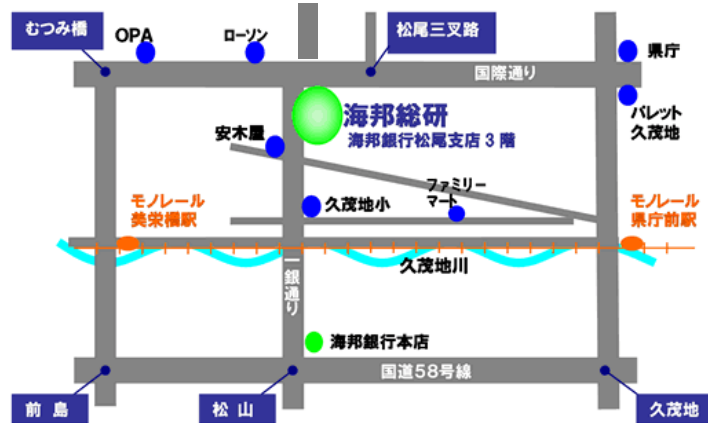 むつみ橋
OPA
ローソン
松尾三叉路
県庁
国際通り
海邦総研
海邦銀行松尾支店3階
パレット
久茂地
安木屋
ファミリー
マート
久茂地小
モノレール
美栄橋駅
モノレール
県庁前駅
久茂地川
一銀通り
海邦銀行本店
国道58号線
前島
松山
久茂地